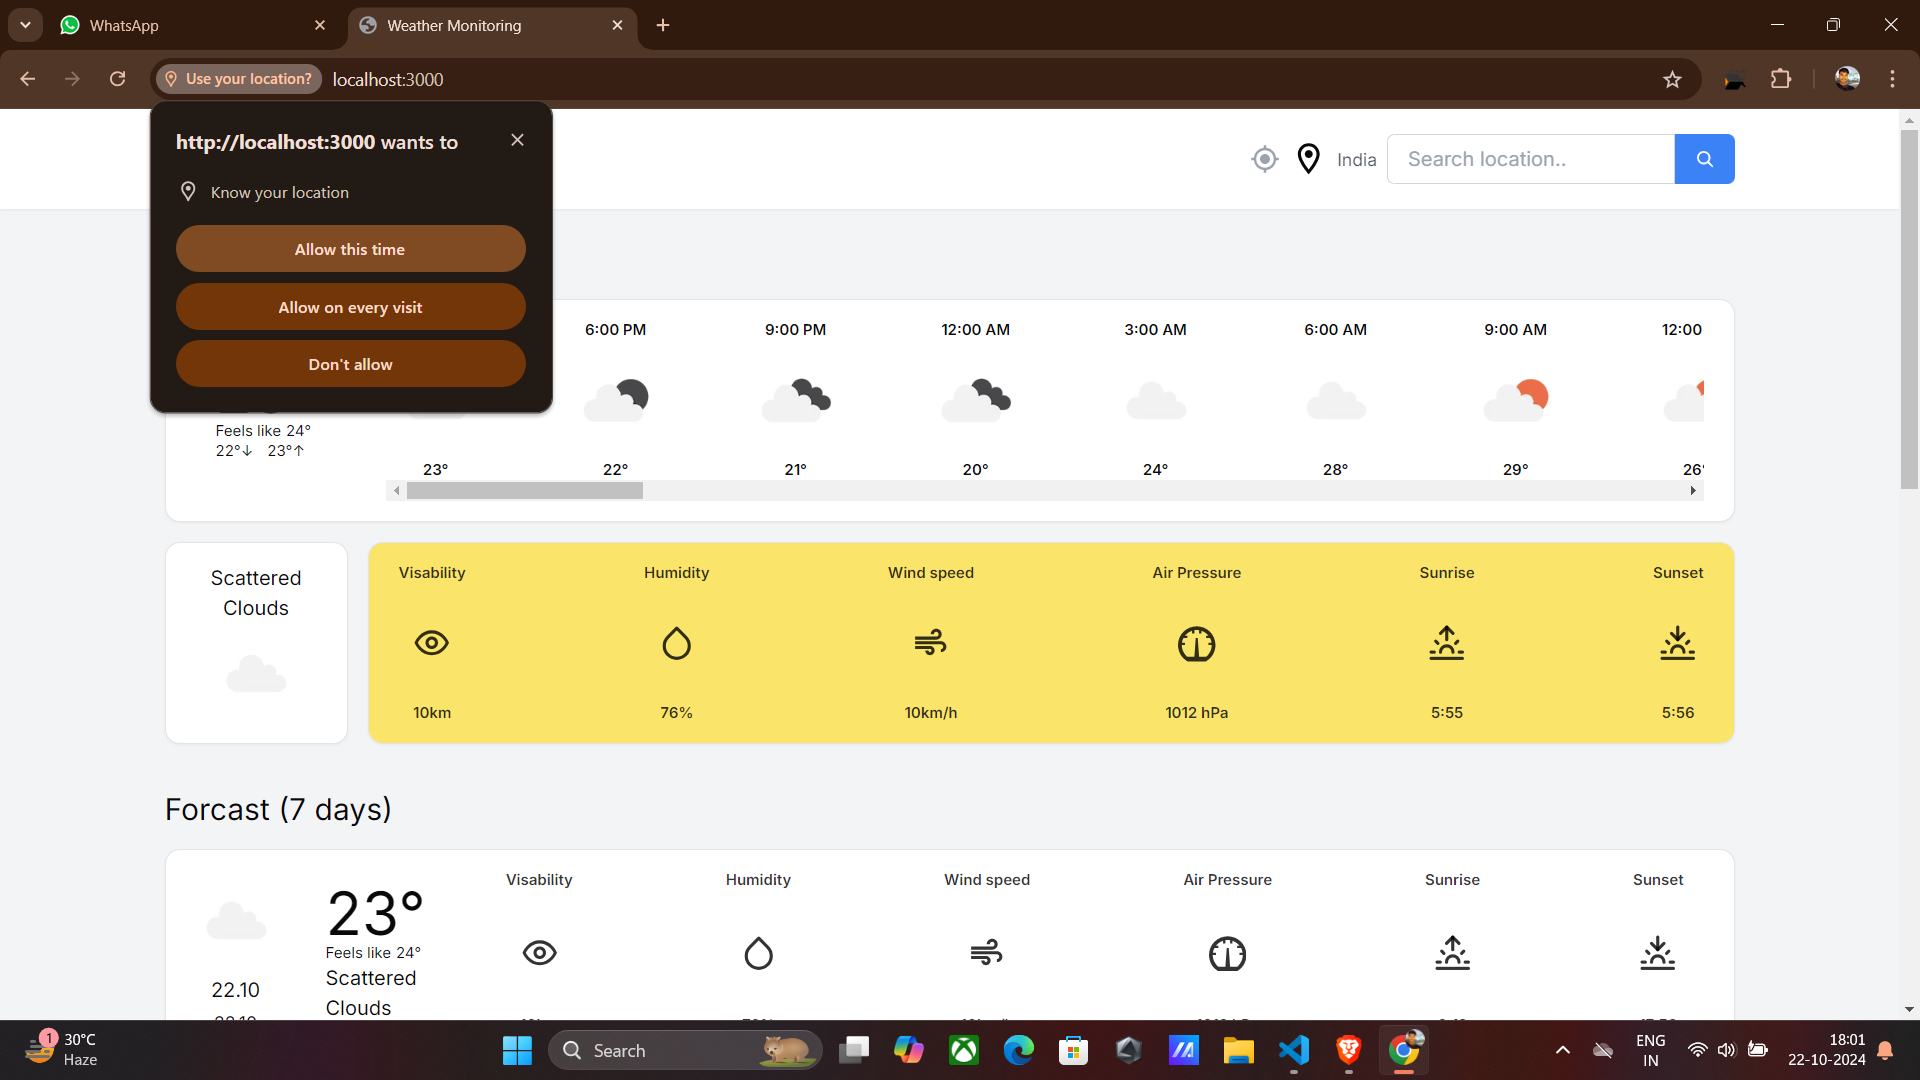 WhatsApp
Weather Monitoring
Use your location?
localhost:3000
http://localhost:3000 wants to
Know your location
Allow this time
Allow on every visit
Don't allow
India
Search location..
6:00 PM
9:00 PM
12:00 AM
3:00 AM
6:00 AM
9:00 AM
12:00
Feels like 24°
22°↓ 23°↑
23°
22°
21°
20°
24°
28°
29°
26°
Scattered
Clouds
Visability
Humidity
Wind speed
Air Pressure
Sunrise
Sunset
10km
76%
10km/h
1012 hPa
5:55
5:56
Forcast (7 days)
23°
Feels like 24°
Scattered
Clouds
22.10
Visability
Humidity
Wind speed
Air Pressure
Sunrise
Sunset
1
30°C
Haze
Search
ENG
IN
18:01
22-10-2024